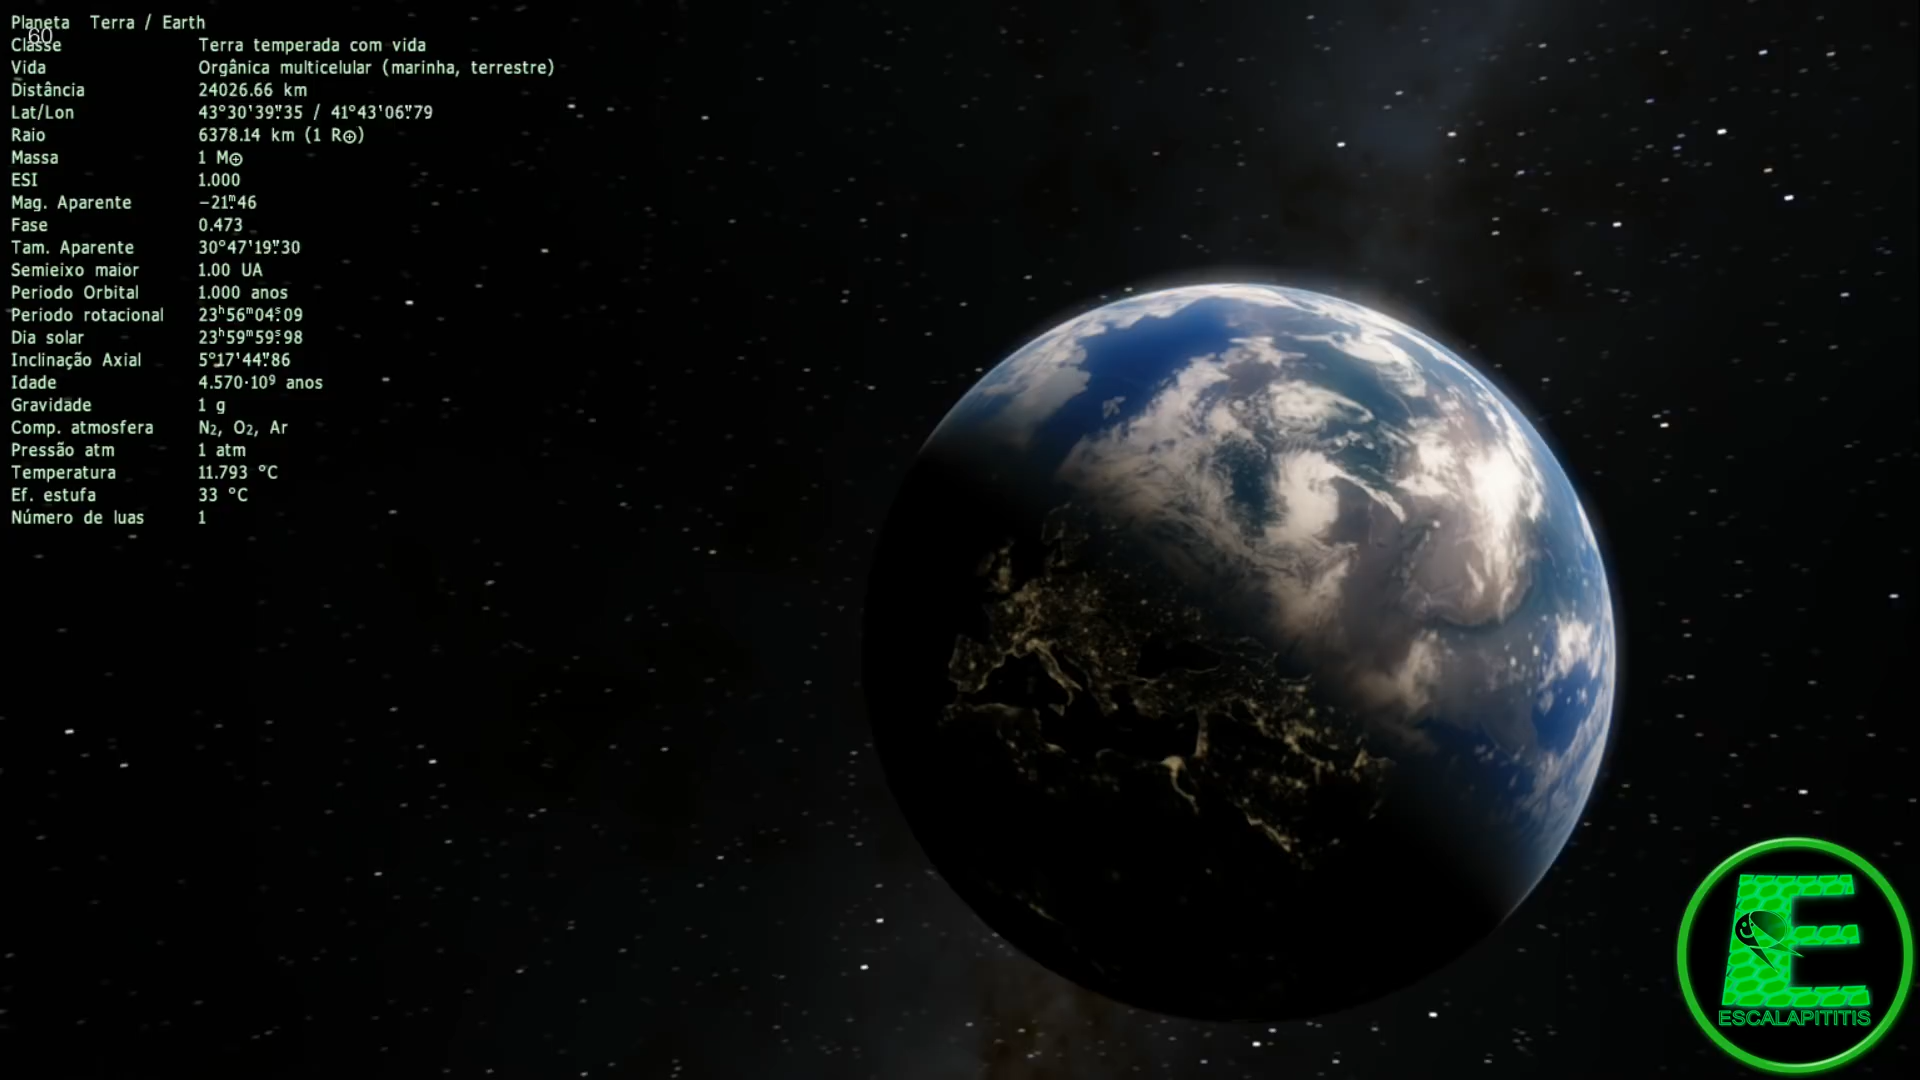 Planeta Terra / Earth
60
Classe Terra temperada com vida
Vida Orgânica multicelular (marinha, terrestre)
Distância 24026.66 km
Lat/Lon 43°30'39".35 / 41°43'06".79
Raio 6378.14 km (1 R⊕)
Massa 1 M⊕
ESI 1.000
Mag. Aparente −21ᵐ.46
Fase 0.473
Tam. Aparente 30°47'19".30
Semieixo maior 1.00 UA
Periodo Orbital 1.000 anos
Periodo rotacional 23ʰ56ᵐ04ˢ.09
Dia solar 23ʰ59ᵐ59ˢ.98
Inclinação Axial 5°17'44".86
Idade 4.570·10⁹ anos
Gravidade 1 g
Comp. atmosfera N₂, O₂, Ar
Pressão atm 1 atm
Temperatura 11.793 °C
Ef. estufa 33 °C
Número de luas 1
E
ESCALAPITITIS